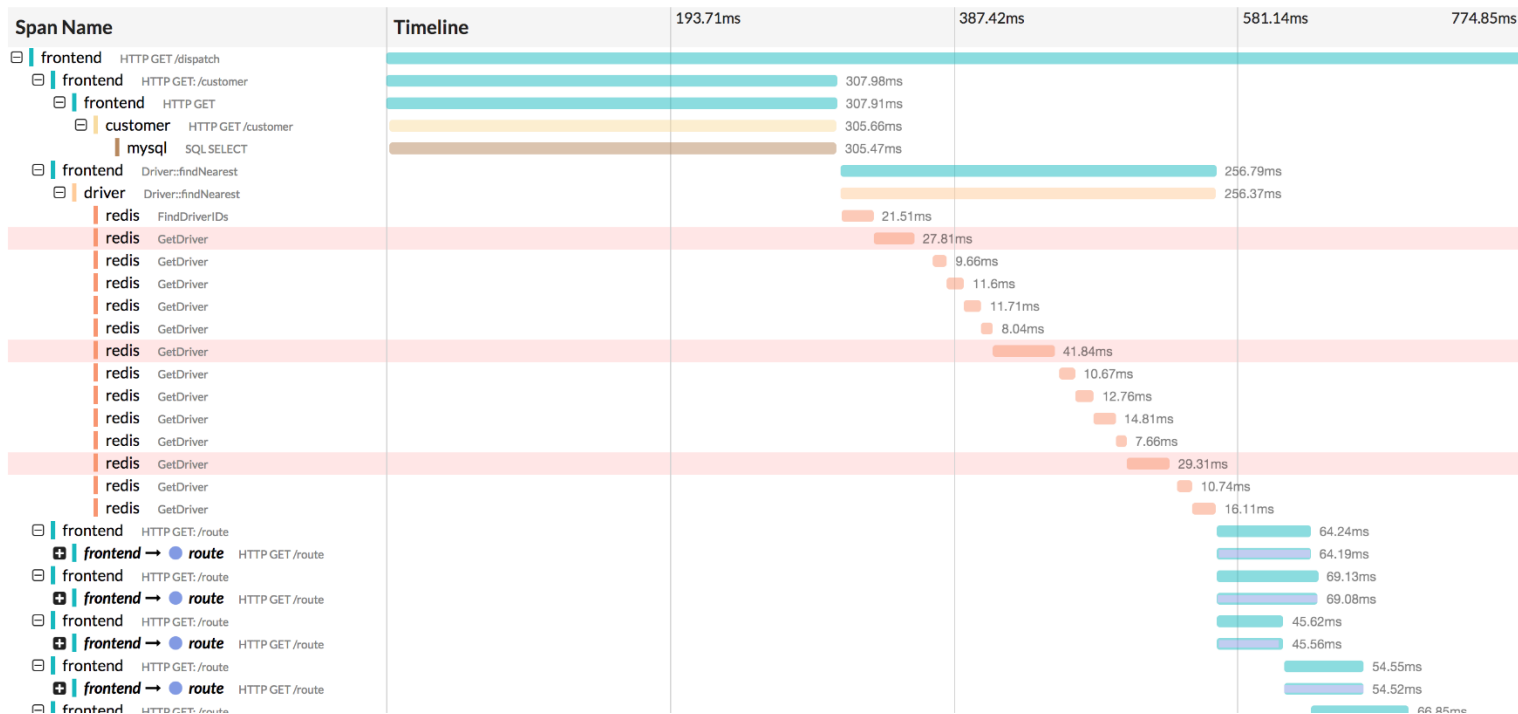 Span Name Timeline 193.71ms 387.42ms 581.14ms 774.85ms
frontend HTTP GET /dispatch
frontend HTTP GET: /customer 307.98ms
frontend HTTP GET 307.91ms
customer HTTP GET /customer 305.66ms
mysql SQL SELECT 305.47ms
frontend Driver::findNearest 256.79ms
driver Driver::findNearest 256.37ms
redis FindDriverIDs 21.51ms
redis GetDriver 27.81ms
redis GetDriver 9.66ms
redis GetDriver 11.6ms
redis GetDriver 11.71ms
redis GetDriver 8.04ms
redis GetDriver 41.84ms
redis GetDriver 10.67ms
redis GetDriver 12.76ms
redis GetDriver 14.81ms
redis GetDriver 7.66ms
redis GetDriver 29.31ms
redis GetDriver 10.74ms
redis GetDriver 16.11ms
frontend HTTP GET: /route 64.24ms
frontend → route HTTP GET /route 64.19ms
frontend HTTP GET: /route 69.13ms
frontend → route HTTP GET /route 69.08ms
frontend HTTP GET: /route 45.62ms
frontend → route HTTP GET /route 45.56ms
frontend HTTP GET: /route 54.55ms
frontend → route HTTP GET /route 54.52ms
frontend HTTP GET: /route 66.85ms